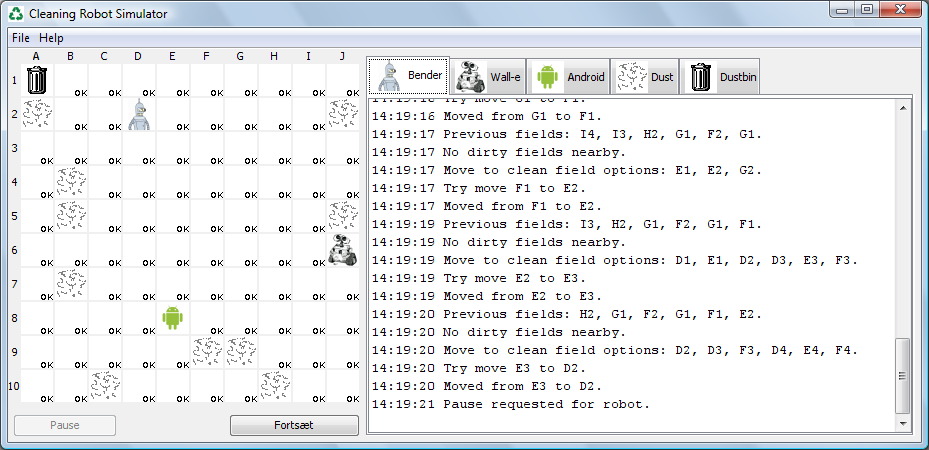 Cleaning Robot Simulator
File Help
A B C D E F G H I J
1 OK OK OK OK OK OK OK OK OK
2 OK OK OK OK OK OK OK OK OK OK
3 OK OK OK OK OK OK OK OK OK OK
4 OK OK OK OK OK OK OK OK OK
5 OK OK OK OK OK OK OK OK
6 OK OK OK OK OK OK OK OK OK OK
7 OK OK OK OK OK OK OK OK OK
8 OK OK OK OK OK OK OK OK OK OK
9 OK OK OK OK OK OK OK OK
10 OK OK OK OK OK OK OK
Pause Fortsæt
Bender Wall-e Android Dust Dustbin
14:19:16 Try move G1 to F1.
14:19:16 Moved from G1 to F1.
14:19:17 Previous fields: I4, I3, H2, G1, F2, G1.
14:19:17 No dirty fields nearby.
14:19:17 Move to clean field options: E1, E2, G2.
14:19:17 Try move F1 to E2.
14:19:17 Moved from F1 to E2.
14:19:19 Previous fields: I3, H2, G1, F2, G1, F1.
14:19:19 No dirty fields nearby.
14:19:19 Move to clean field options: D1, E1, D2, D3, E3, F3.
14:19:19 Try move E2 to E3.
14:19:19 Moved from E2 to E3.
14:19:20 Previous fields: H2, G1, F2, G1, F1, E2.
14:19:20 No dirty fields nearby.
14:19:20 Move to clean field options: D2, D3, F3, D4, E4, F4.
14:19:20 Try move E3 to D2.
14:19:20 Moved from E3 to D2.
14:19:21 Pause requested for robot.